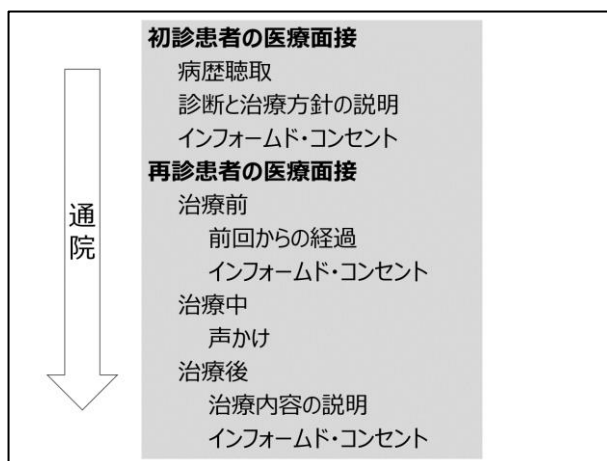 初診患者の医療面接
病歴聴取
診断と治療方針の説明
インフォームド・コンセント
再診患者の医療面接
治療前
前回からの経過
インフォームド・コンセント
治療中
声かけ
治療後
治療内容の説明
インフォームド・コンセント
通院